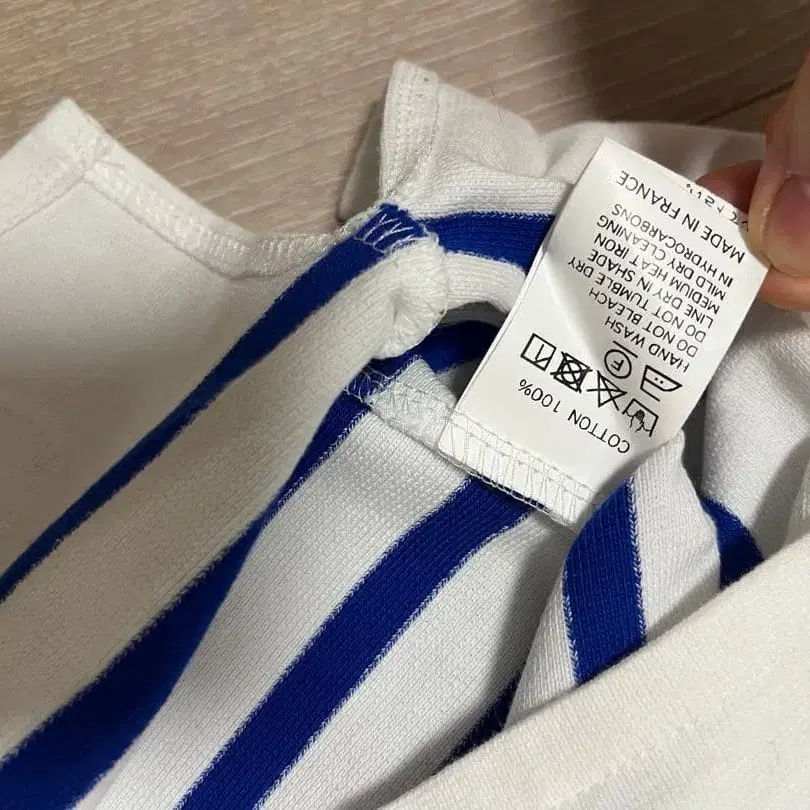 COTTON 100%
HAND WASH
DO NOT BLEACH
DO NOT TUMBLE DRY
LINE DRY IN SHADE
MEDIUM HEAT IRON
MILD DRY CLEANING
IN HYDROCARBONS
MADE IN FRANCE